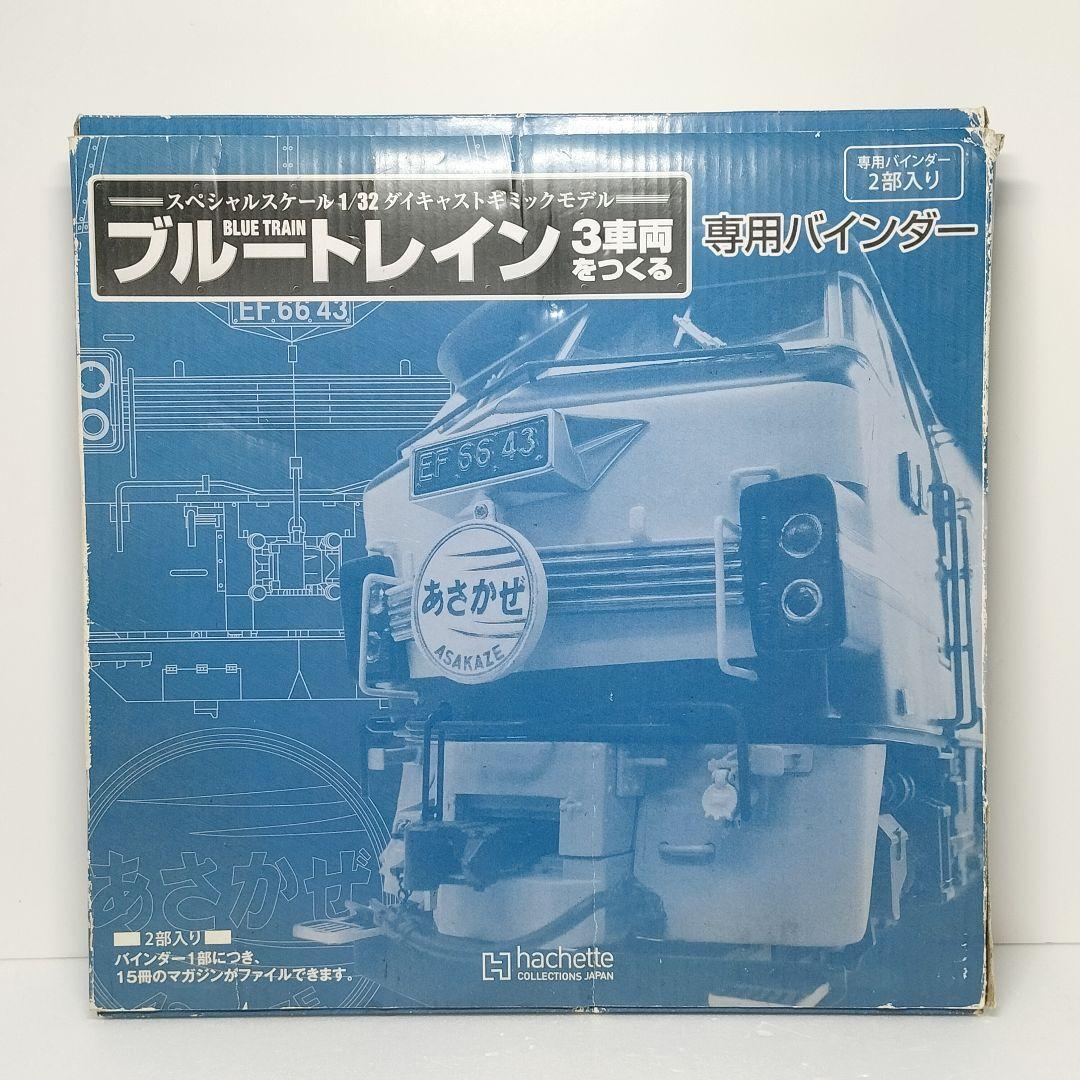 専用バインダー
2部入り
スペシャルスケール1/32ダイキャストギミックモデル
BLUE TRAIN
ブルートレイン 3車両をつくる
専用バインダー
EF 66 43
EF 66 43
あさかぜ
ASAKAZE
あさかぜ
2部入り
バインダー1部につき、
15冊のマガジンがファイルできます。
ASAKAZE
hachette
COLLECTIONS JAPAN